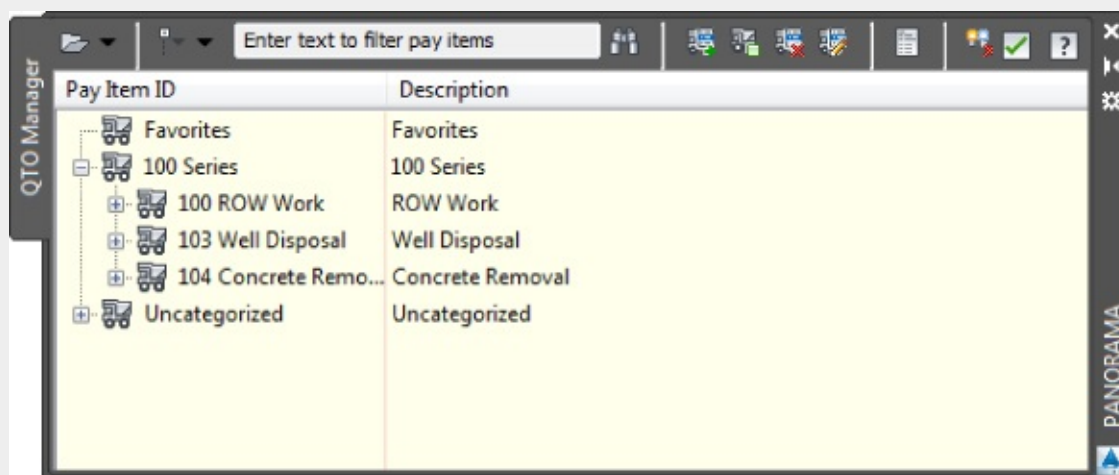 QTO Manager
Enter text to filter pay items
?
Pay Item ID Description
Favorites Favorites
100 Series 100 Series
100 ROW Work ROW Work
103 Well Disposal Well Disposal
104 Concrete Remo... Concrete Removal
Uncategorized Uncategorized
PANORAMA